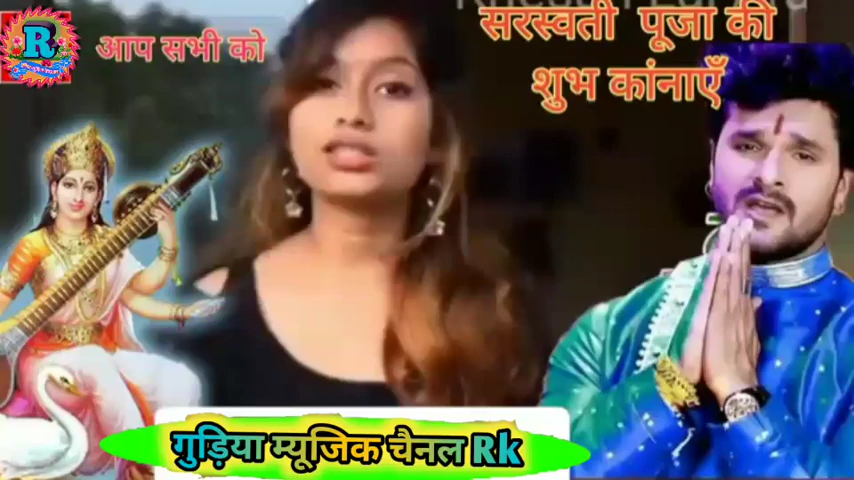 R
आप सभी को
सरस्वती पूजा की
शुभ कांनाएँ
गुड़िया म्यूजिक चैनल Rk